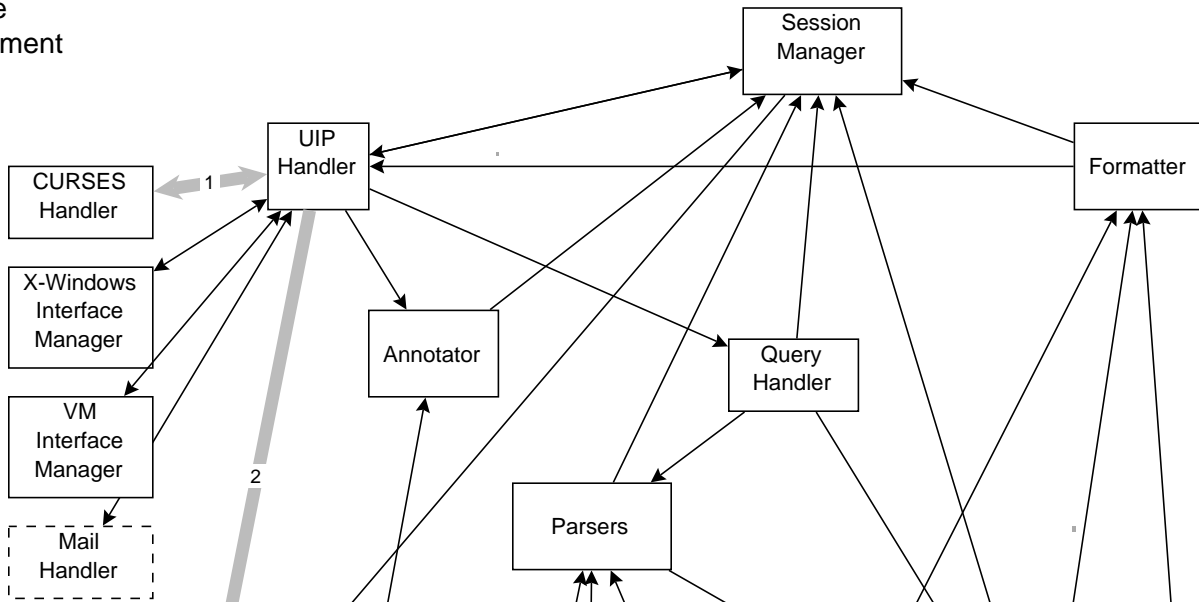 e
ment
Session
Manager
UIP
Handler
Formatter
CURSES
Handler
1
X-Windows
Interface
Manager
Annotator
Query
Handler
VM
Interface
Manager
2
Parsers
Mail
Handler